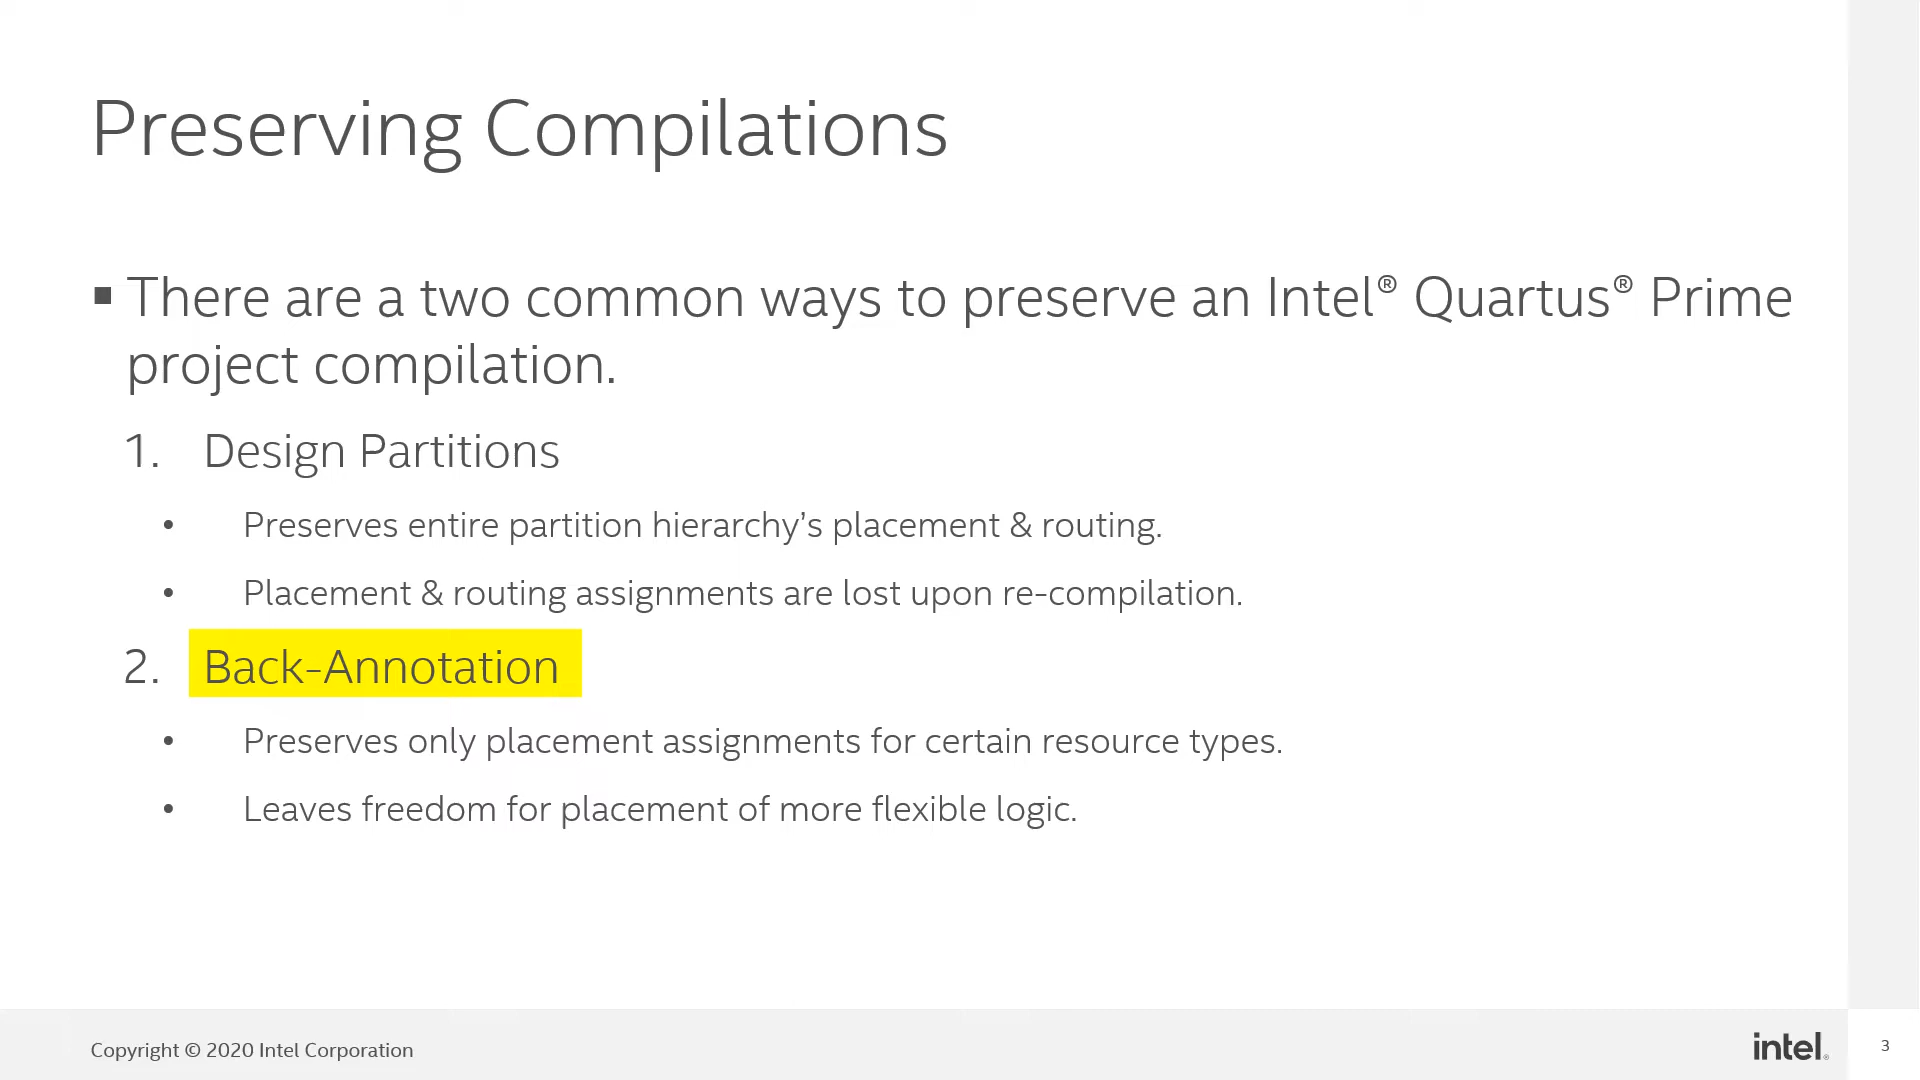 Preserving Compilations
▪ There are a two common ways to preserve an Intel® Quartus® Prime
project compilation.
1. Design Partitions
• Preserves entire partition hierarchy’s placement & routing.
• Placement & routing assignments are lost upon re-compilation.
2. Back-Annotation
• Preserves only placement assignments for certain resource types.
• Leaves freedom for placement of more flexible logic.
Copyright © 2020 Intel Corporation
intel®
3